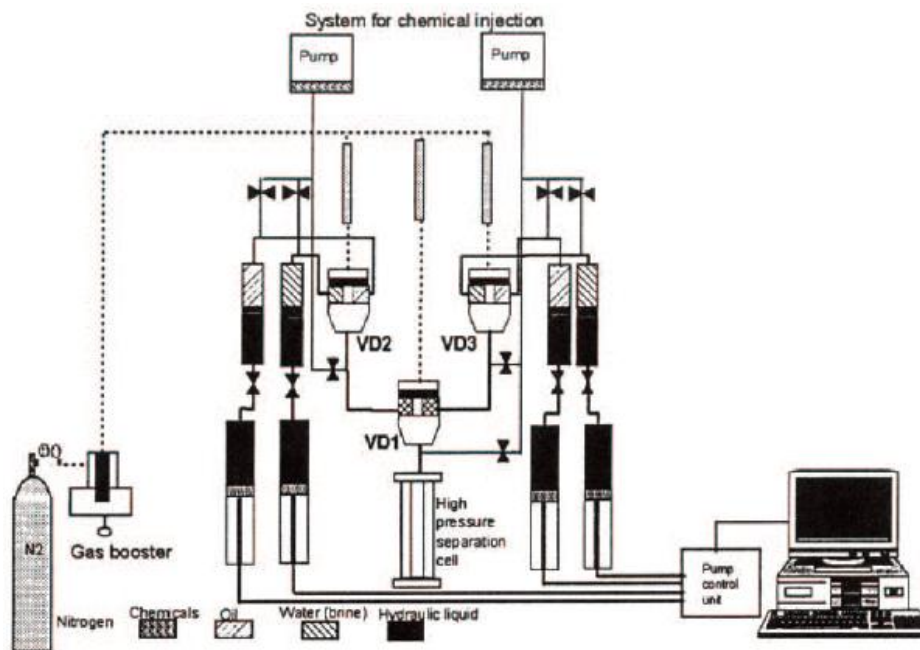 System for chemical injection
Pump
Pump
VD2
VD3
VD1
High
pressure
separation
cell
N2
Gas booster
Pump
control
unit
Nitrogen
Chemicals
Oil
Water (brine)
Hydraulic liquid